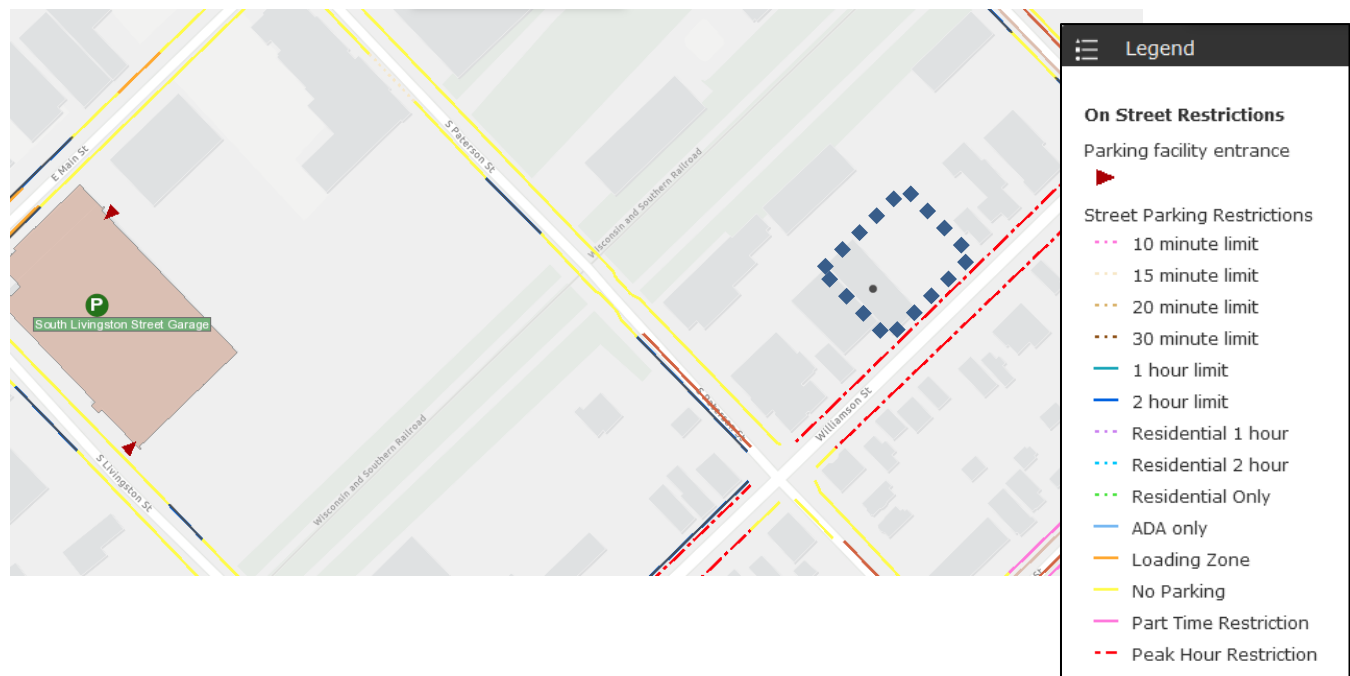 Legend
On Street Restrictions
Parking facility entrance
Street Parking Restrictions
10 minute limit
15 minute limit
20 minute limit
30 minute limit
1 hour limit
2 hour limit
Residential 1 hour
Residential 2 hour
Residential Only
ADA only
Loading Zone
No Parking
Part Time Restriction
Peak Hour Restriction
E Main St
S Paterson St
Wisconsin and Southern Railroad
P
South Livingston Street Garage
S Paterson St
Williamson St
Wisconsin and Southern Railroad
S Livingston St
St